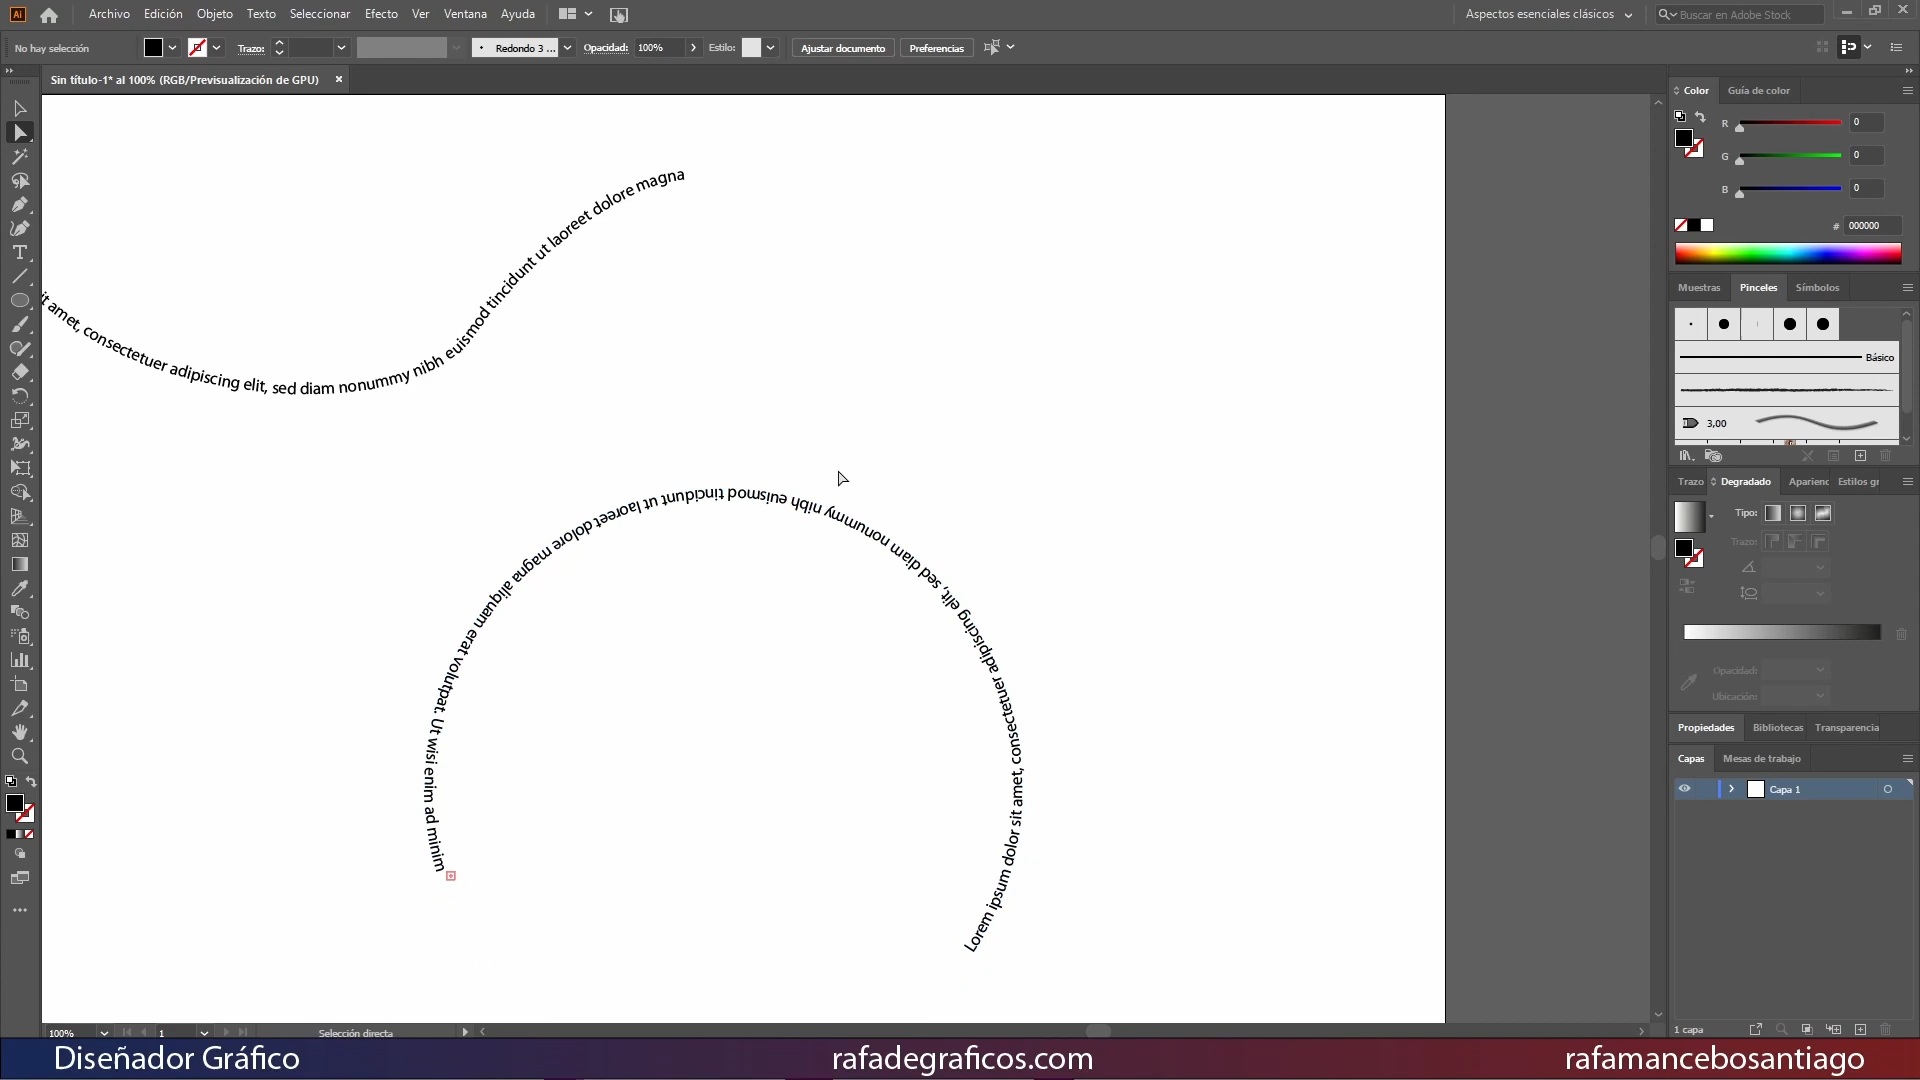 Archivo Edición Objeto Texto Seleccionar Efecto Ver Ventana Ayuda
Aspectos esenciales clásicos
Buscar en Adobe Stock
No hay selección
Trazo:
Redondo 3 ...
Opacidad: 100%
Estilo:
Ajustar documento
Preferencias
Sin título-1* al 100% (RGB/Previsualización de GPU)
Color
Guía de color
R 0
G 0
B 0
# 000000
Muestras Pinceles Símbolos
Básico
3,00
Trazo Degradado Aparienc Estilos gr
Tipo:
Trazo:
Opacidad:
Ubicación:
Propiedades Bibliotecas Transparencia
Capas Mesas de trabajo
Capa 1
1 capa
it amet, consectetuer adipiscing elit, sed diam nonummy nibh euismod tincidunt ut laoreet dolore magna
Lorem ipsum dolor sit amet, consectetuer adipiscing elit, sed diam nonummy nibh euismod tincidunt ut laoreet dolore magna aliquam erat volutpat. Ut wisi enim ad minim
100%
1
Selección directa
Diseñador Gráfico
rafadegraficos.com
rafamancebosantiago